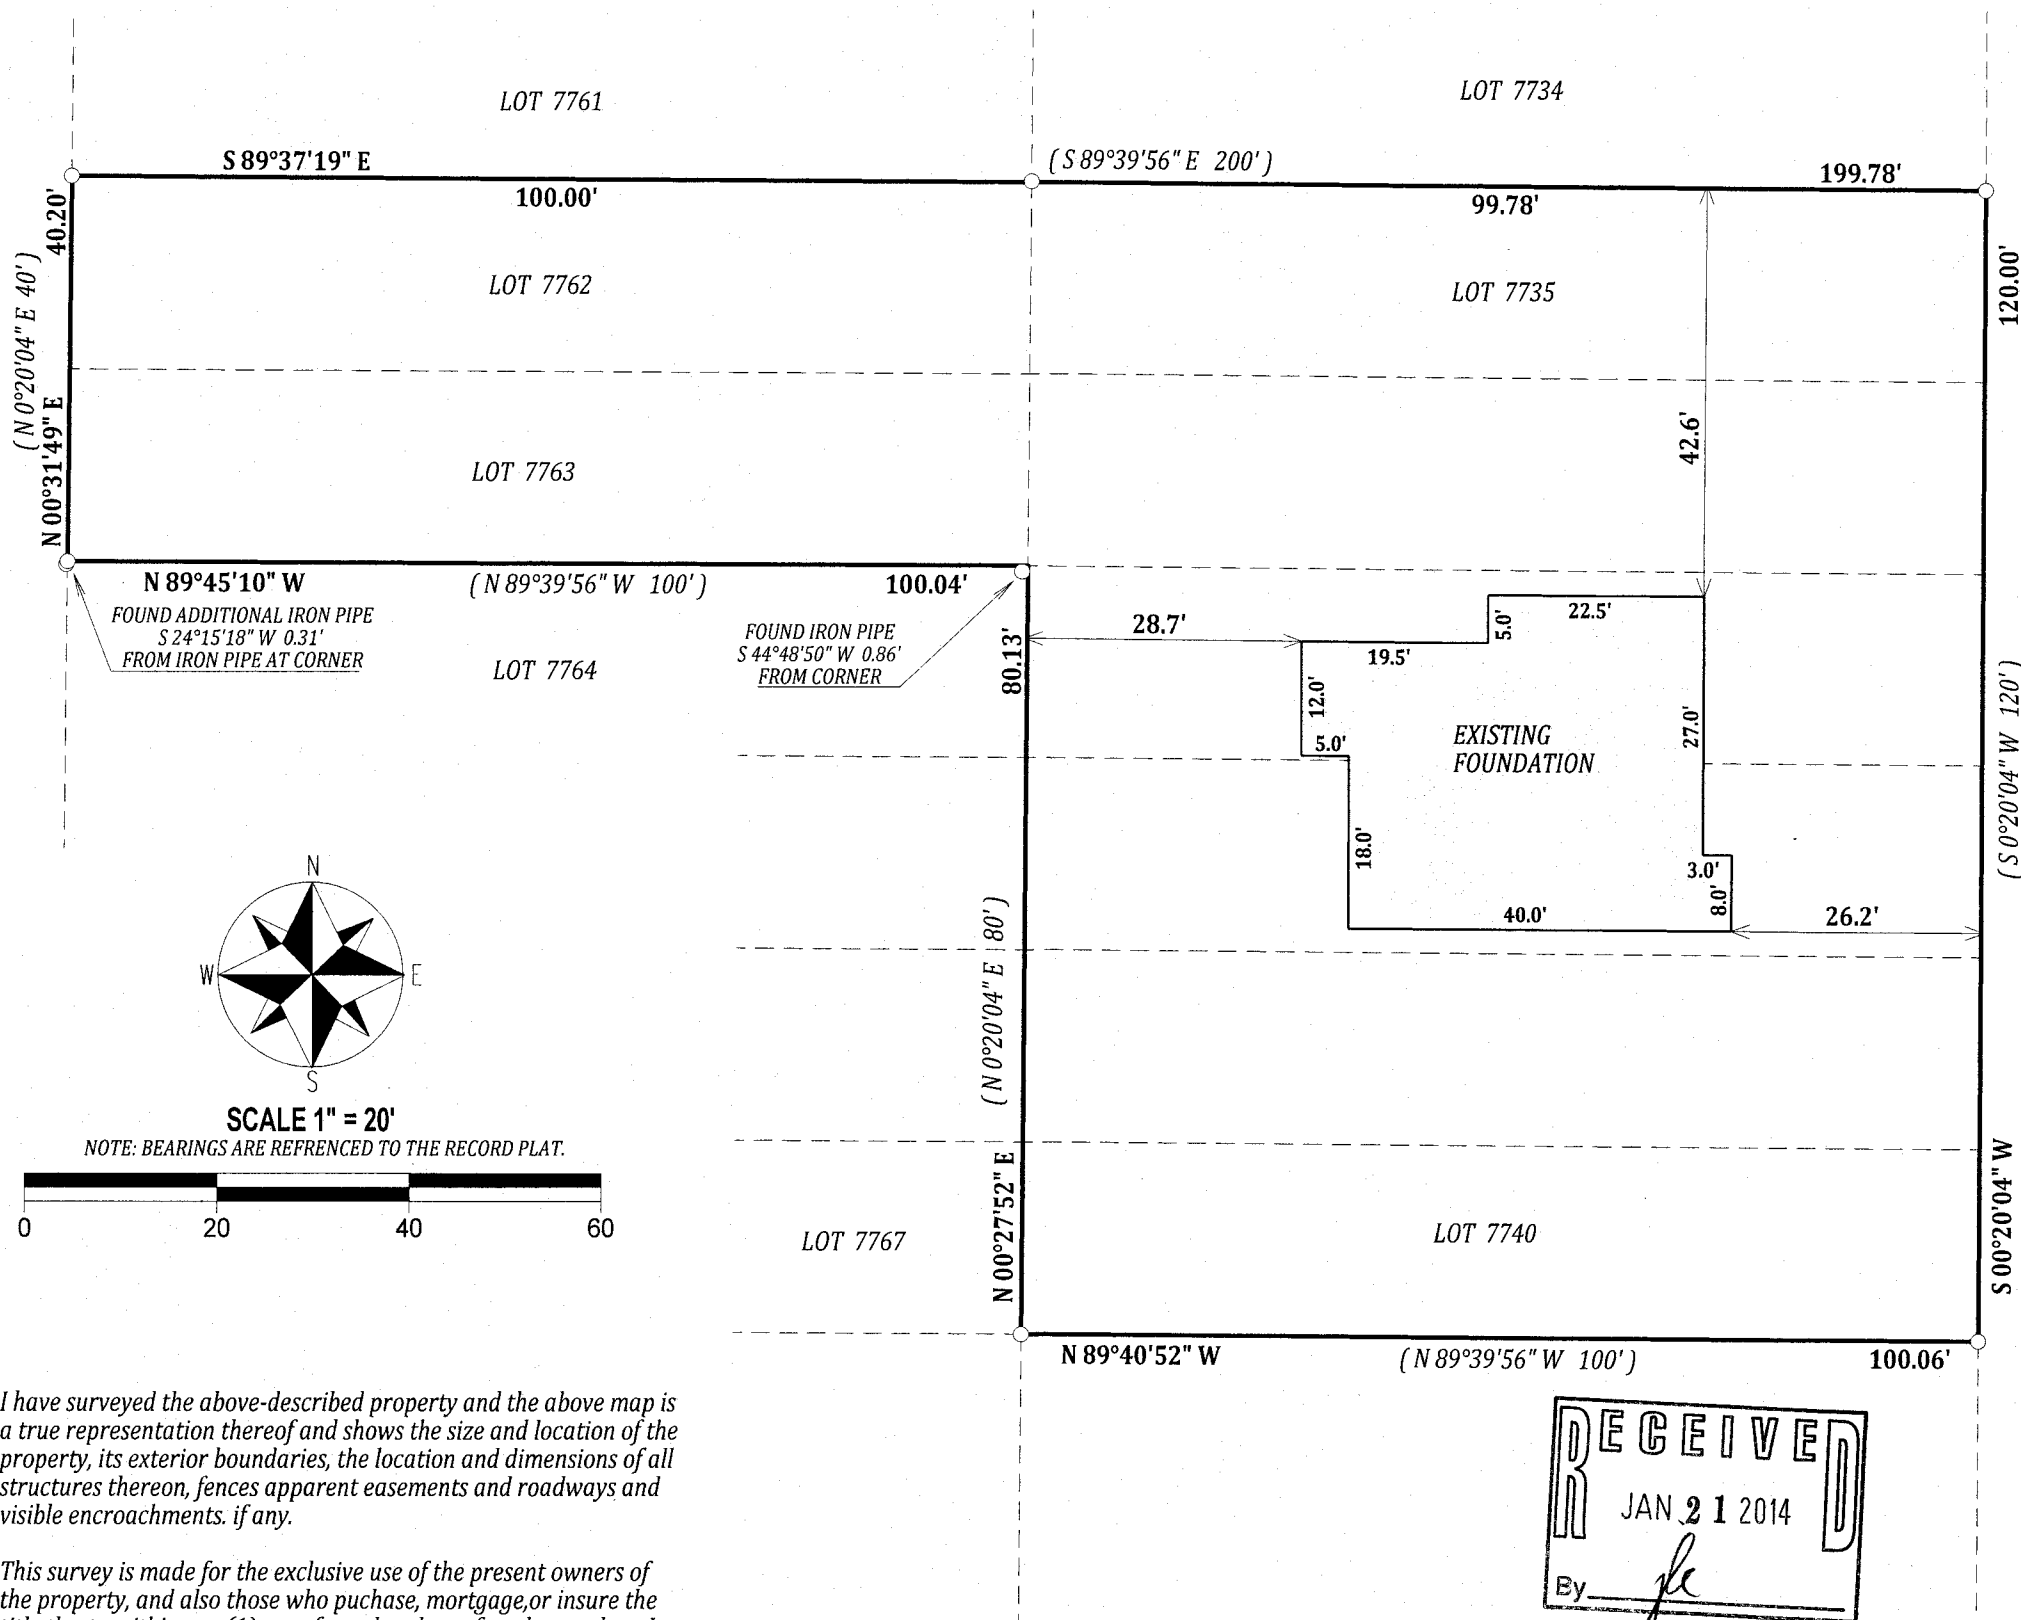 LOT 7761
LOT 7734
S 89°37'19" E
( S 89°39'56" E 200' )
199.78'
100.00'
99.78'
40.20'
( N 0°20'04" E 40' )
N 00°31'49" E
LOT 7762
LOT 7735
120.00'
42.6'
LOT 7763
N 89°45'10" W
( N 89°39'56" W 100' )
100.04'
FOUND ADDITIONAL IRON PIPE
S 24°15'18" W 0.31'
FROM IRON PIPE AT CORNER
LOT 7764
FOUND IRON PIPE
S 44°48'50" W 0.86'
FROM CORNER
80.13'
28.7'
19.5'
5.0'
22.5'
12.0'
5.0'
EXISTING
FOUNDATION
27.0'
18.0'
3.0'
8.0'
40.0'
26.2'
( S 0°20'04" W 120' )
N
W
E
S
SCALE 1" = 20'
NOTE: BEARINGS ARE REFRENCED TO THE RECORD PLAT.
0 20 40 60
( N 0°20'04" E 80' )
N 00°27'52" E
LOT 7767
LOT 7740
S 00°20'04" W
N 89°40'52" W
( N 89°39'56" W 100' )
100.06'
I have surveyed the above-described property and the above map is
a true representation thereof and shows the size and location of the
property, its exterior boundaries, the location and dimensions of all
structures thereon, fences apparent easements and roadways and
visible encroachments. if any.
This survey is made for the exclusive use of the present owners of
the property, and also those who puchase, mortgage,or insure the
RECEIVED
JAN 21 2014
By